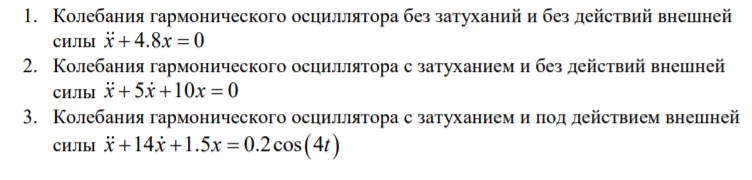 1. Колебания гармонического осциллятора без затуханий и без действий внешней
силы ẍ + 4.8x = 0
2. Колебания гармонического осциллятора с затуханием и без действий внешней
силы ẍ + 5ẋ + 10x = 0
3. Колебания гармонического осциллятора с затуханием и под действием внешней
силы ẍ + 14ẋ + 1.5x = 0.2cos(4t)